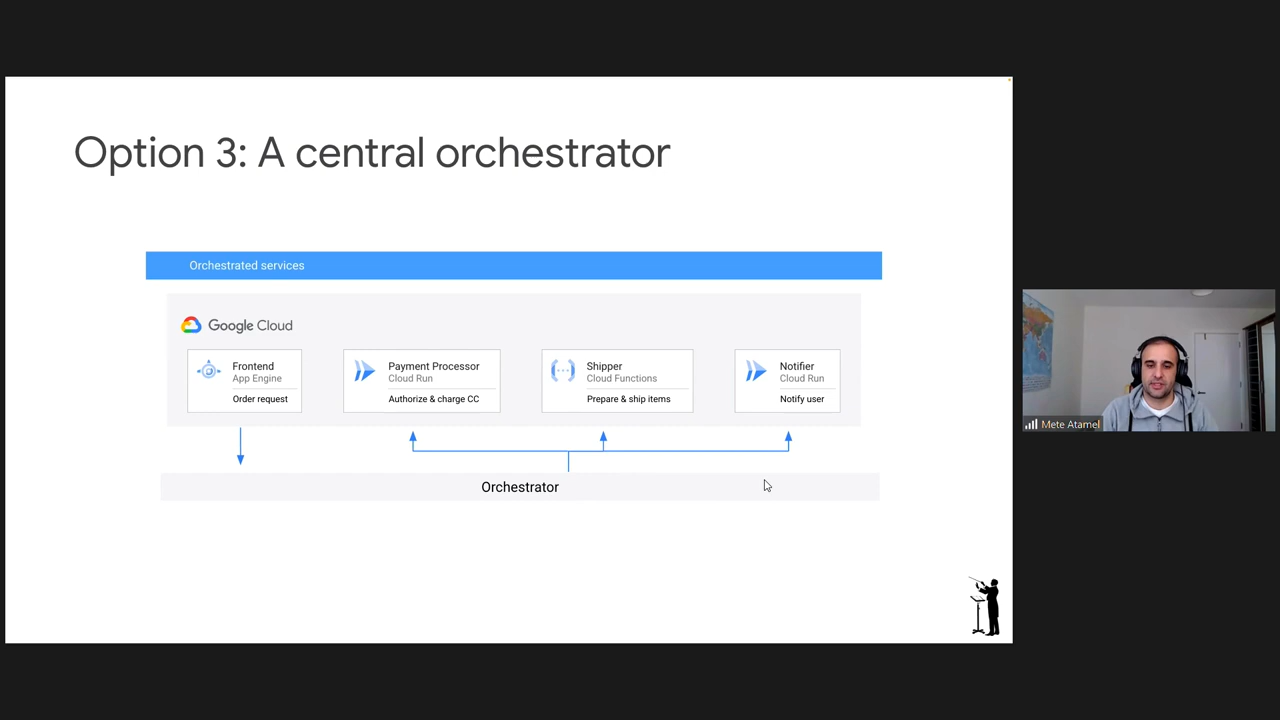 Option 3: A central orchestrator
Orchestrated services
Google Cloud
Frontend
App Engine
Order request
Payment Processor
Cloud Run
Authorize & charge CC
Shipper
Cloud Functions
Prepare & ship items
Notifier
Cloud Run
Notify user
Orchestrator
Mete Atamel